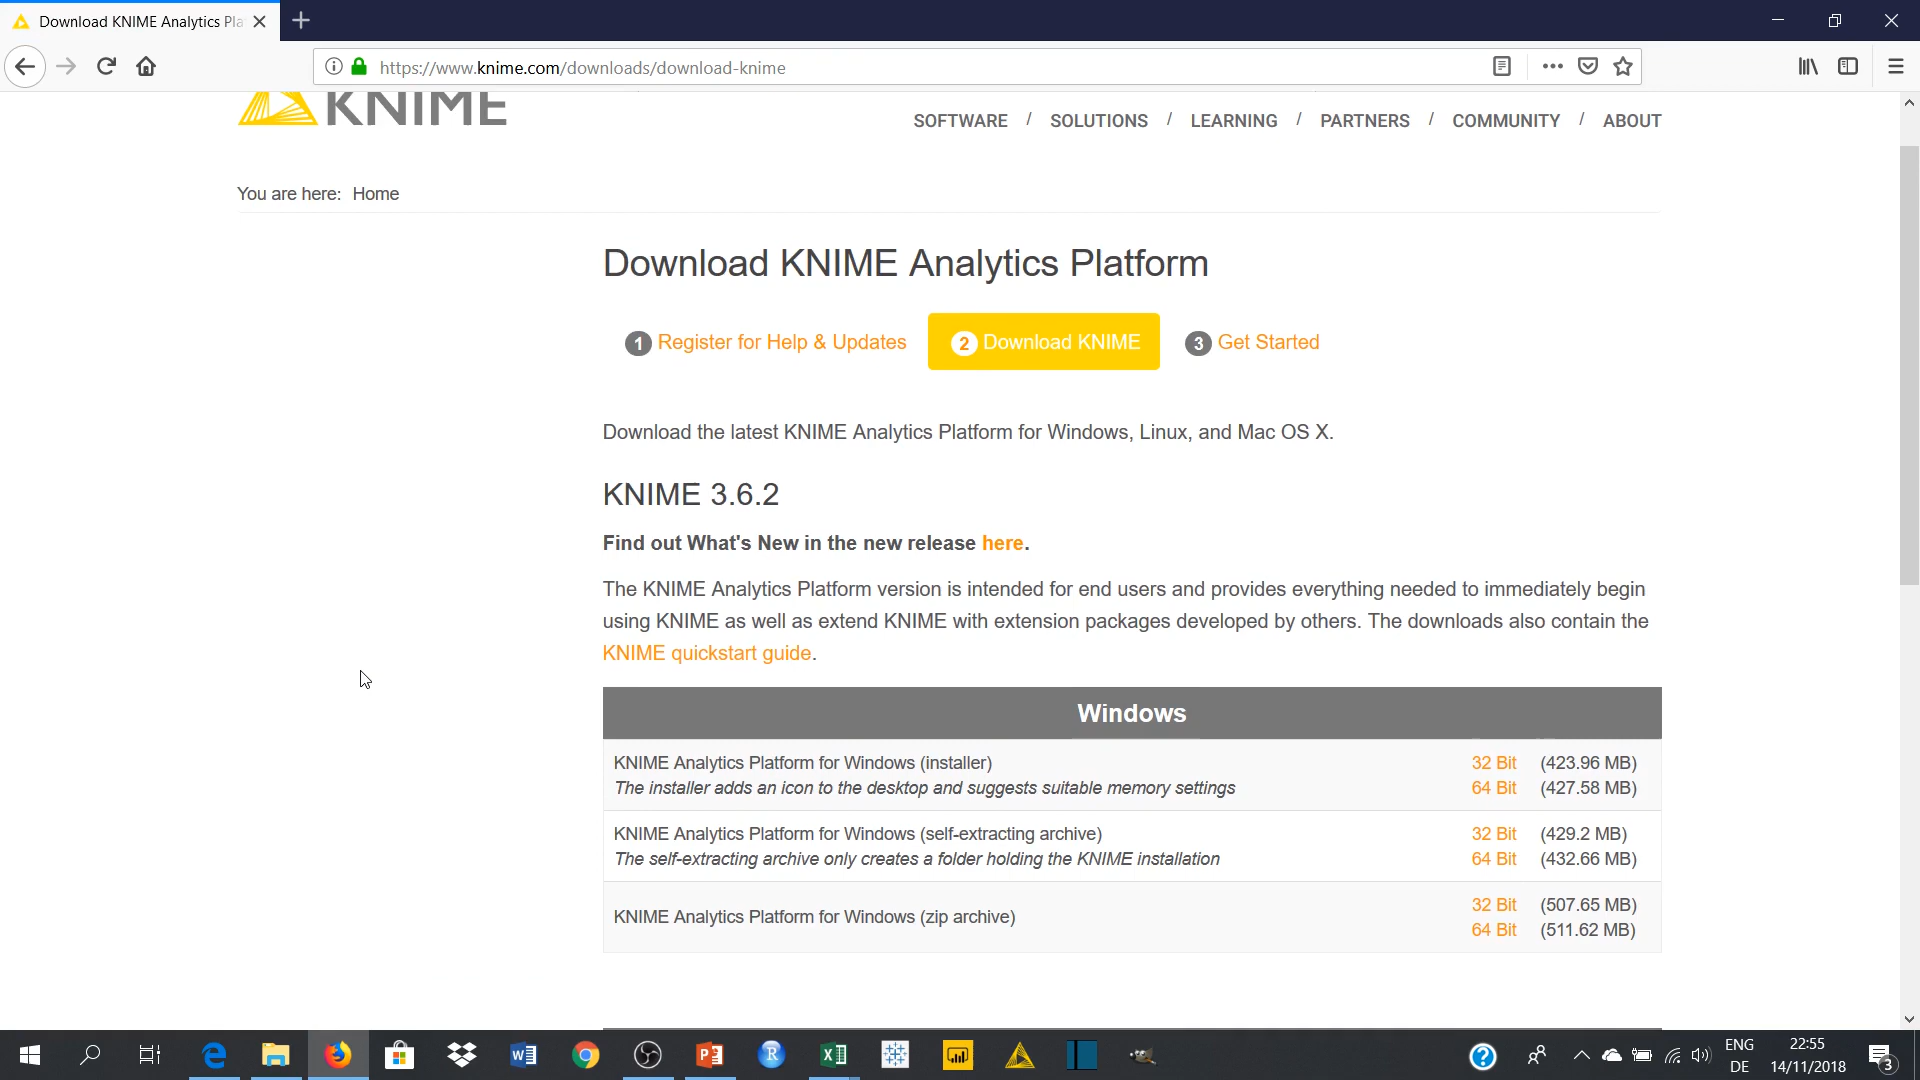 Download KNIME Analytics Pla
https://www.knime.com/downloads/download-knime
KNIME
SOFTWARE / SOLUTIONS / LEARNING / PARTNERS / COMMUNITY / ABOUT
You are here: Home
Download KNIME Analytics Platform
1 Register for Help & Updates 2 Download KNIME 3 Get Started
Download the latest KNIME Analytics Platform for Windows, Linux, and Mac OS X.
KNIME 3.6.2
Find out What's New in the new release here.
The KNIME Analytics Platform version is intended for end users and provides everything needed to immediately begin
using KNIME as well as extend KNIME with extension packages developed by others. The downloads also contain the
KNIME quickstart guide.
Windows
KNIME Analytics Platform for Windows (installer) 32 Bit (423.96 MB)
The installer adds an icon to the desktop and suggests suitable memory settings 64 Bit (427.58 MB)
KNIME Analytics Platform for Windows (self-extracting archive) 32 Bit (429.2 MB)
The self-extracting archive only creates a folder holding the KNIME installation 64 Bit (432.66 MB)
KNIME Analytics Platform for Windows (zip archive)
32 Bit (507.65 MB)
64 Bit (511.62 MB)
ENG 22:55
DE 14/11/2018 3